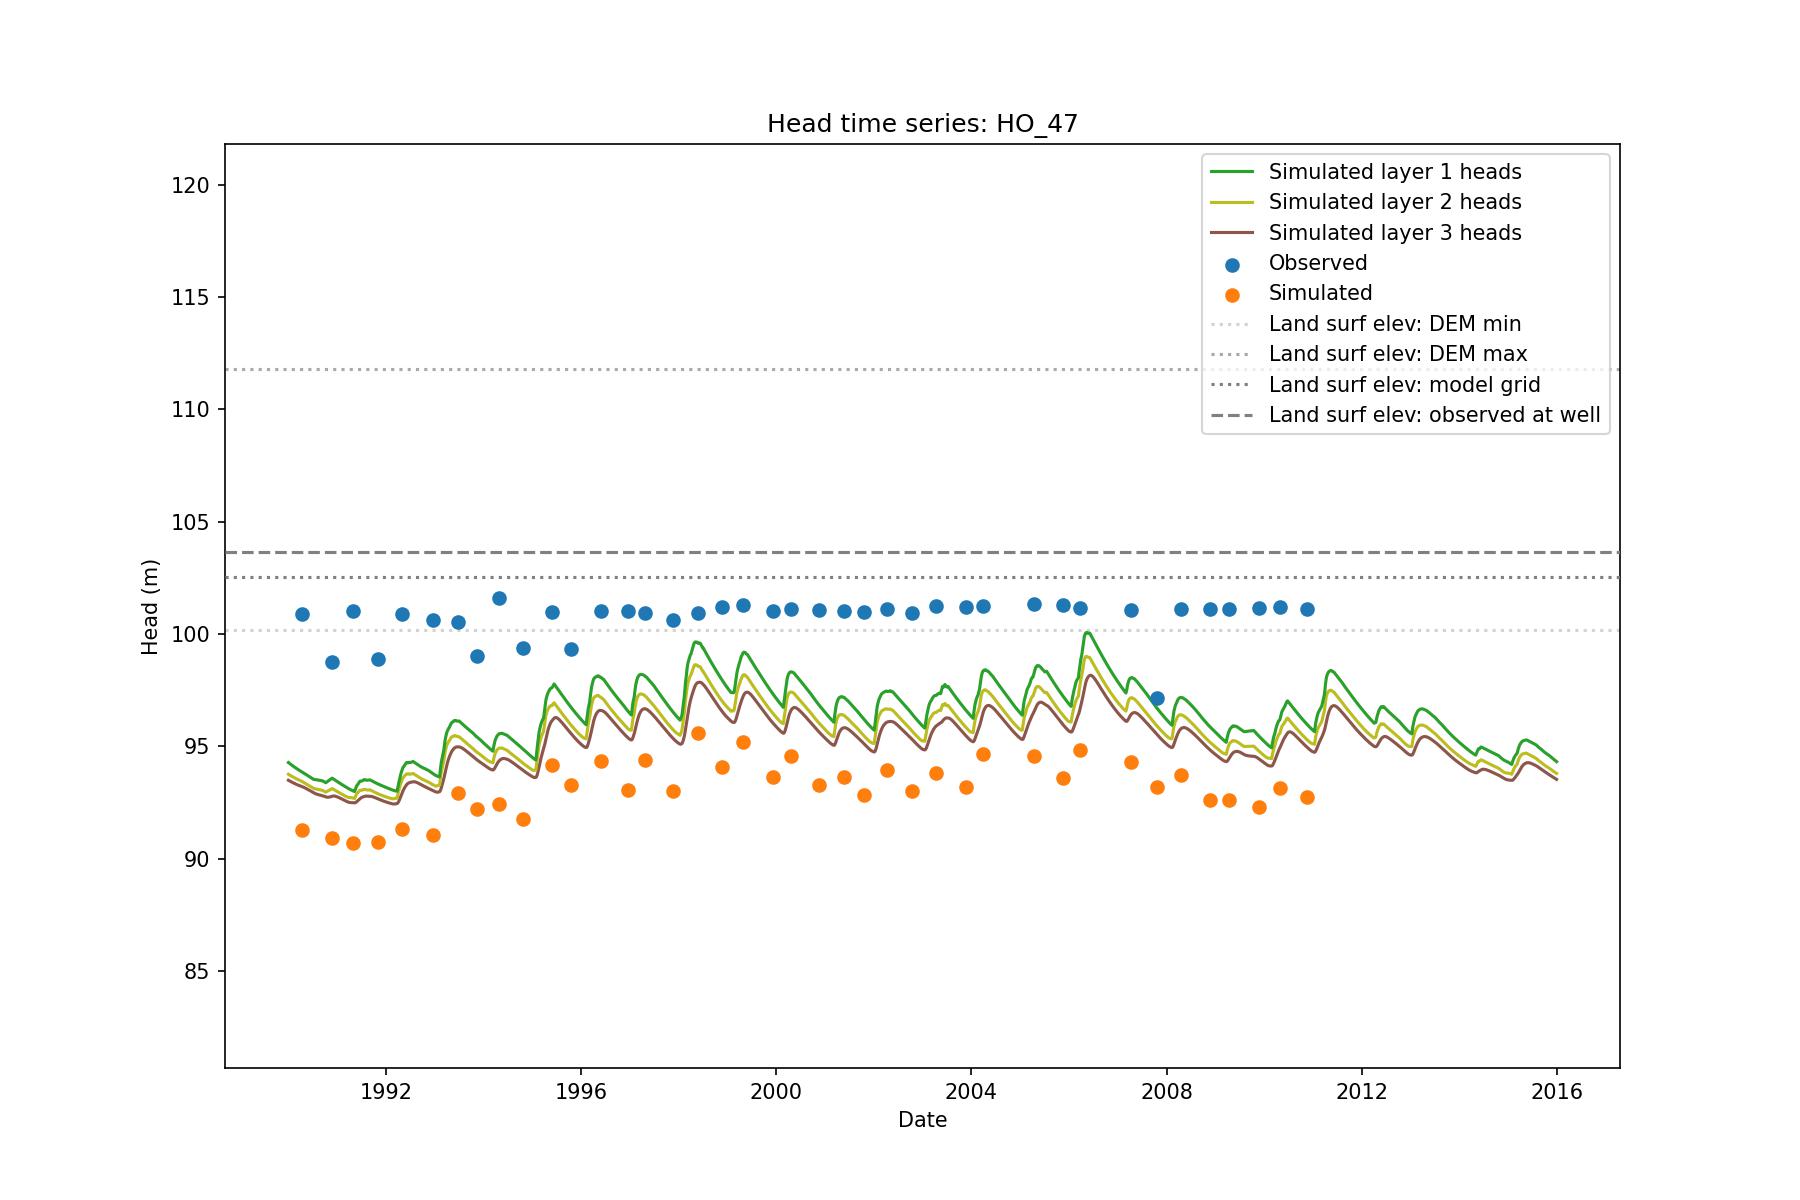 Head time series: HO_47
120
115
110
105
100
95
90
85
Head (m)
Simulated layer 1 heads
Simulated layer 2 heads
Simulated layer 3 heads
Observed
Simulated
Land surf elev: DEM min
Land surf elev: DEM max
Land surf elev: model grid
Land surf elev: observed at well
1992
1996
2000
2004
2008
2012
2016
Date